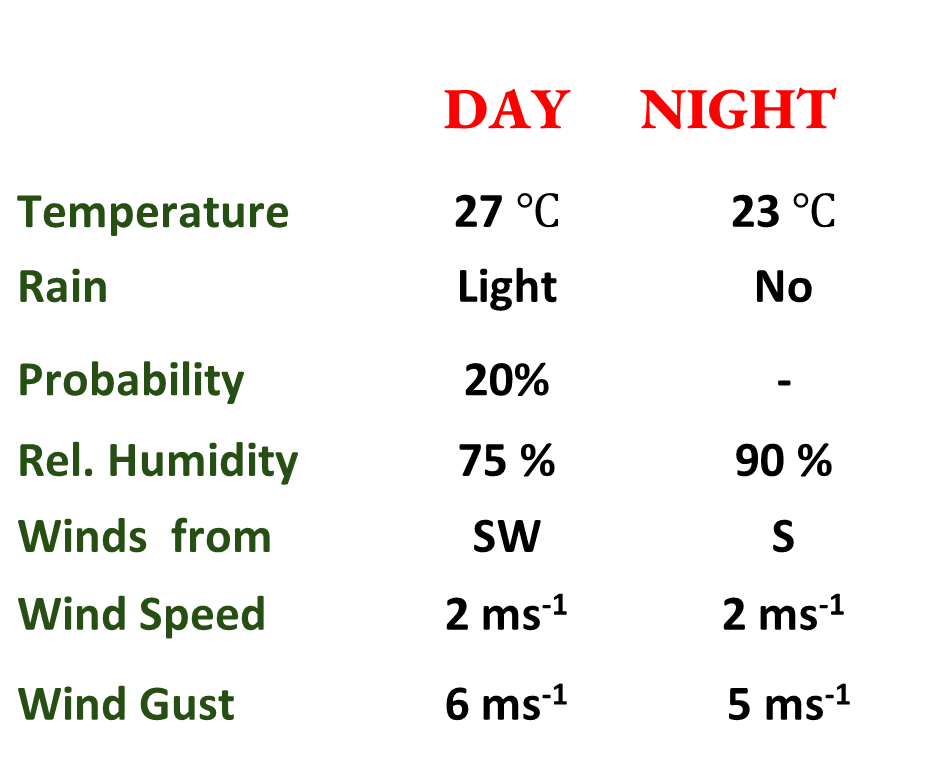 DAY NIGHT
Temperature 27 °C 23 °C
Rain Light No
Probability 20% -
Rel. Humidity 75 % 90 %
Winds from SW S
Wind Speed 2 ms⁻¹ 2 ms⁻¹
Wind Gust 6 ms⁻¹ 5 ms⁻¹